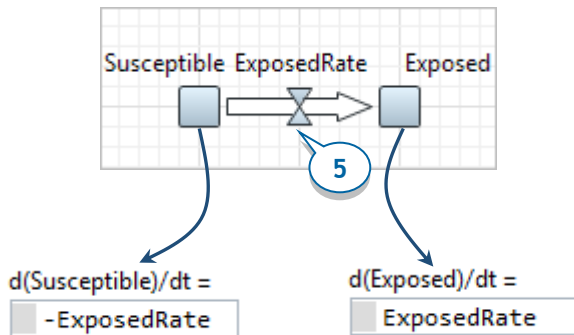 Susceptible ExposedRate Exposed
5
d(Susceptible)/dt =
-ExposedRate
d(Exposed)/dt =
ExposedRate